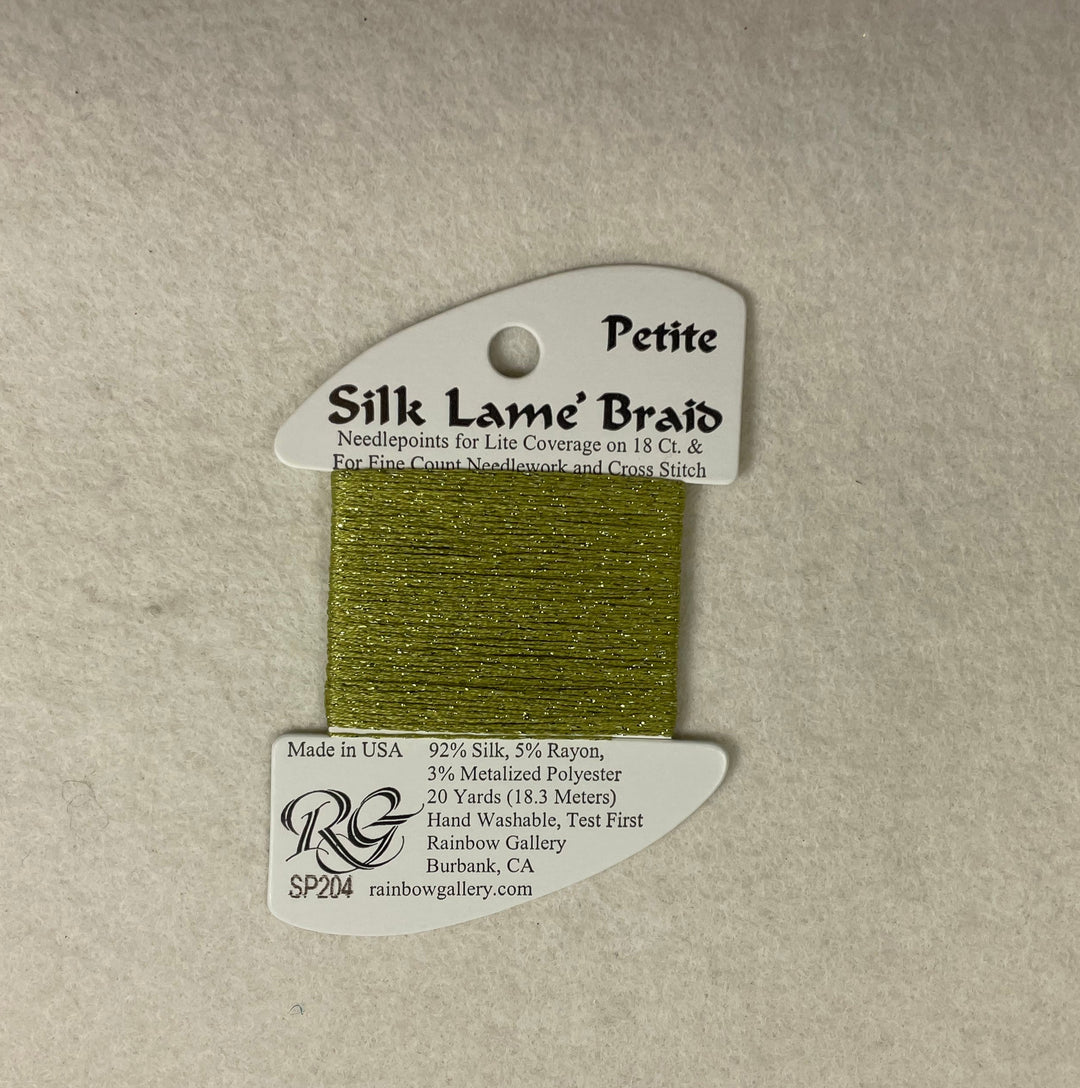 Petite
Silk Lame' Braid
Needlepoints for Lite Coverage on 18 Ct. &
For Fine Count Needlework and Cross Stitch
Made in USA
92% Silk, 5% Rayon,
3% Metalized Polyester
20 Yards (18.3 Meters)
Hand Washable, Test First
Rainbow Gallery
Burbank, CA
RG
SP204
rainbowgallery.com